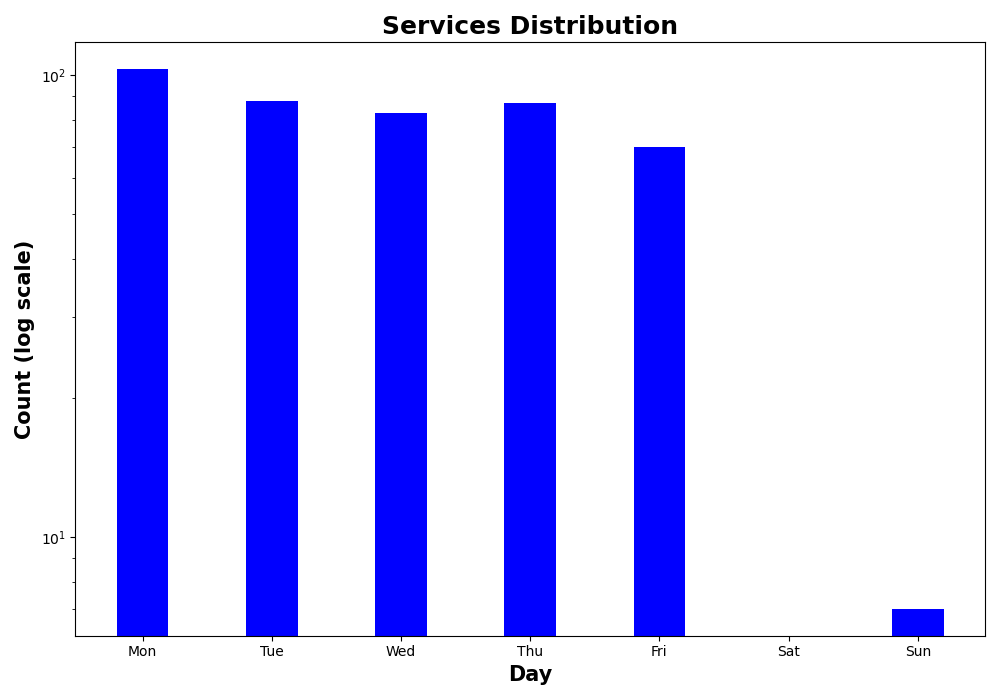 Services Distribution
Count (log scale)
10²
10¹
Mon Tue Wed Thu Fri Sat Sun
Day